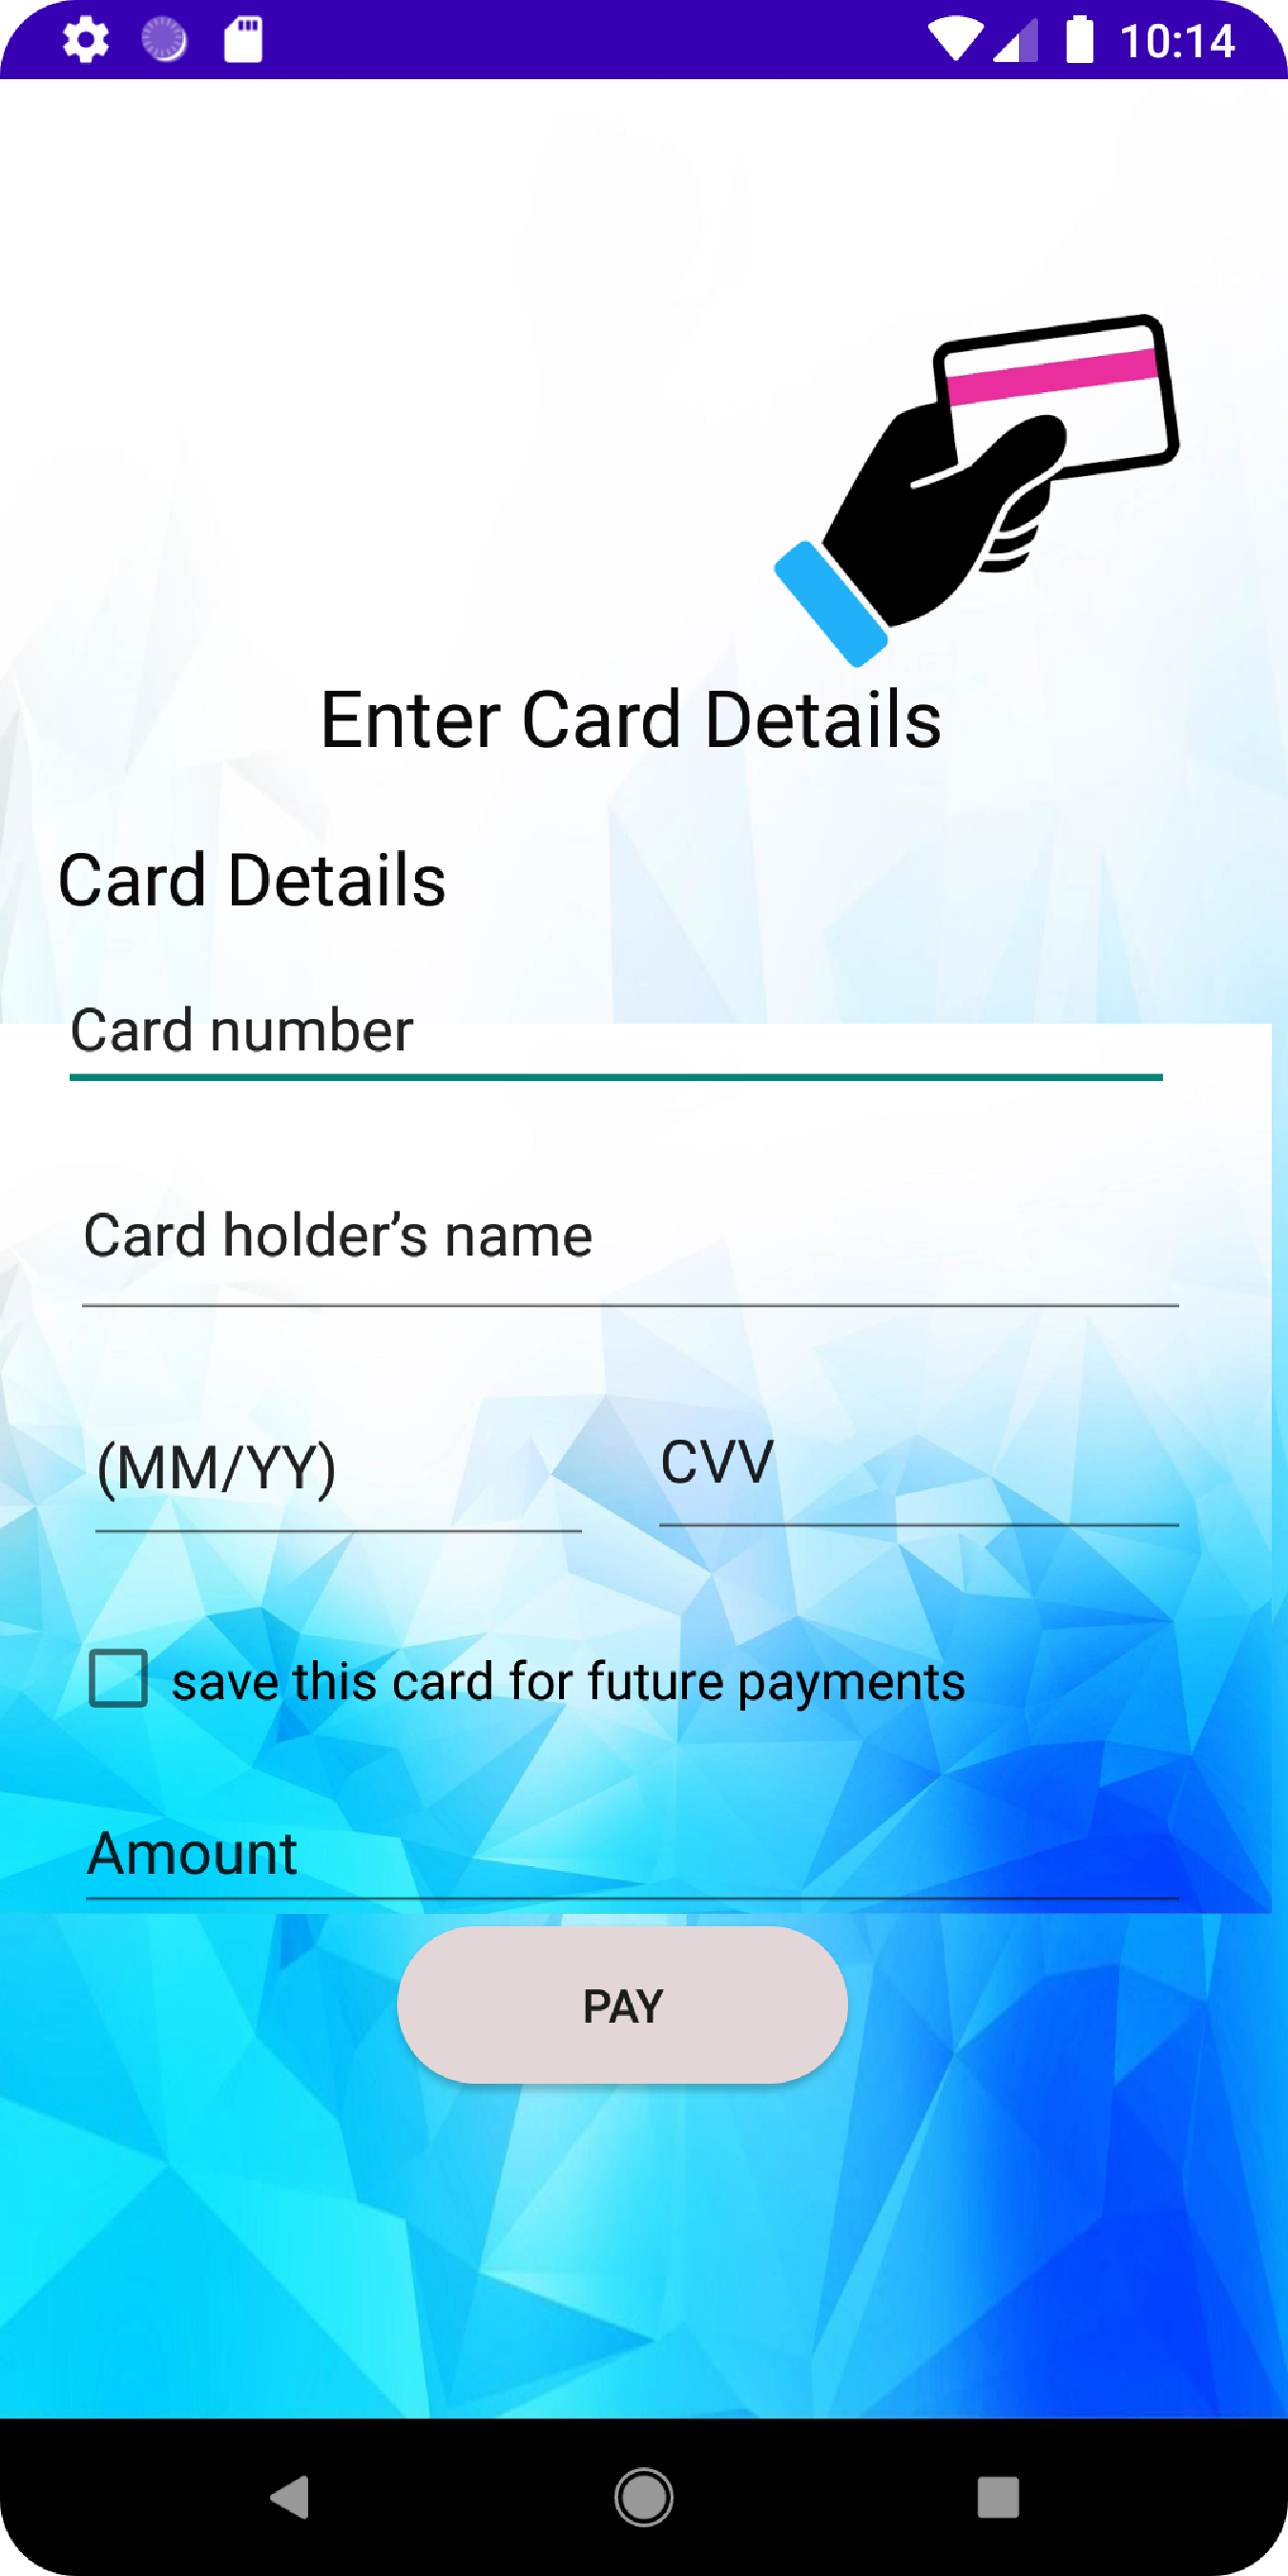 10:14
Enter Card Details
Card Details
Card number
Card holder’s name
(MM/YY) CVV
save this card for future payments
Amount
PAY